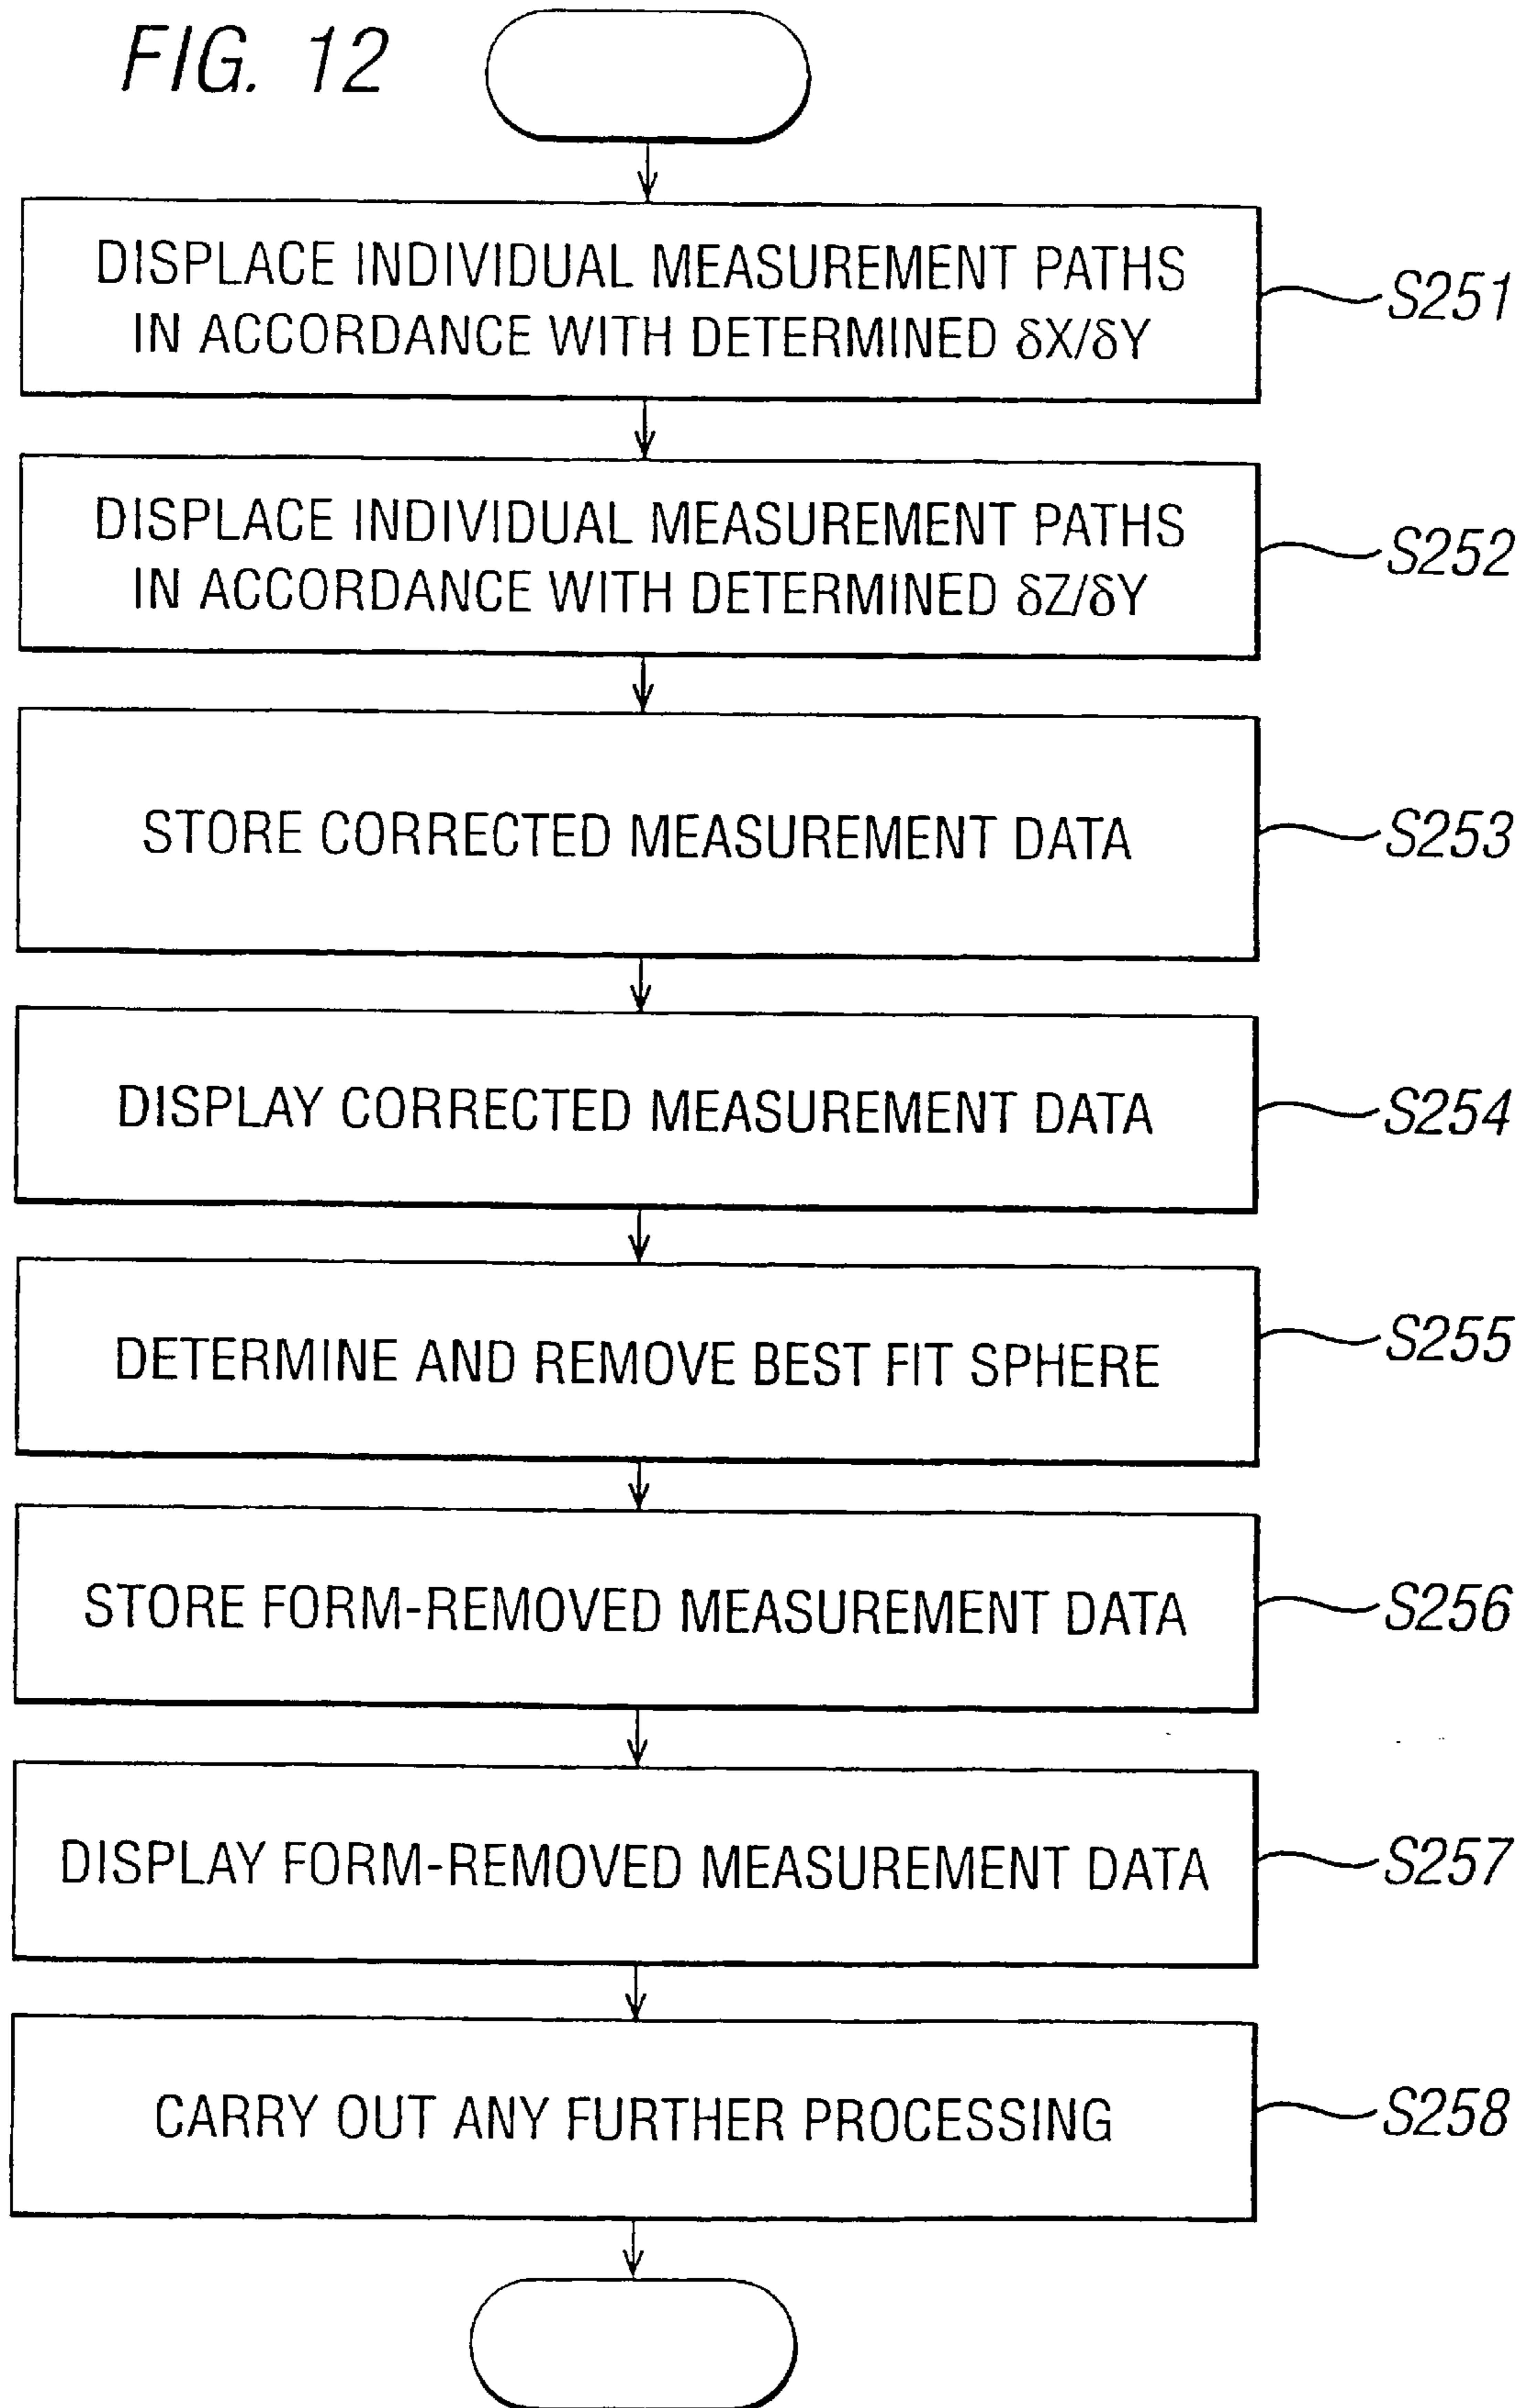 FIG. 12
DISPLACE INDIVIDUAL MEASUREMENT PATHS
IN ACCORDANCE WITH DETERMINED δX/δY
S251
DISPLACE INDIVIDUAL MEASUREMENT PATHS
IN ACCORDANCE WITH DETERMINED δZ/δY
S252
STORE CORRECTED MEASUREMENT DATA
S253
DISPLAY CORRECTED MEASUREMENT DATA
S254
DETERMINE AND REMOVE BEST FIT SPHERE
S255
STORE FORM-REMOVED MEASUREMENT DATA
S256
DISPLAY FORM-REMOVED MEASUREMENT DATA
S257
CARRY OUT ANY FURTHER PROCESSING
S258